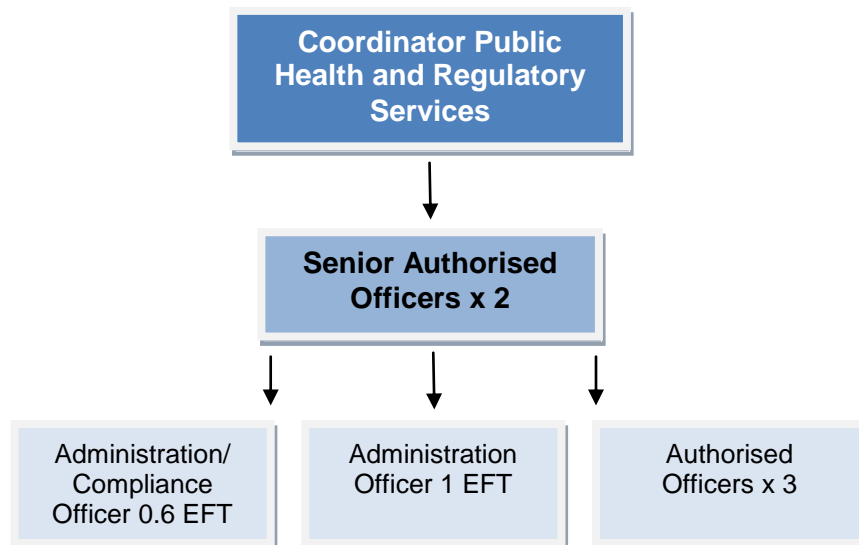 Coordinator Public
Health and Regulatory
Services
Senior Authorised
Officers x 2
Administration/
Compliance
Officer 0.6 EFT
Administration
Officer 1 EFT
Authorised
Officers x 3